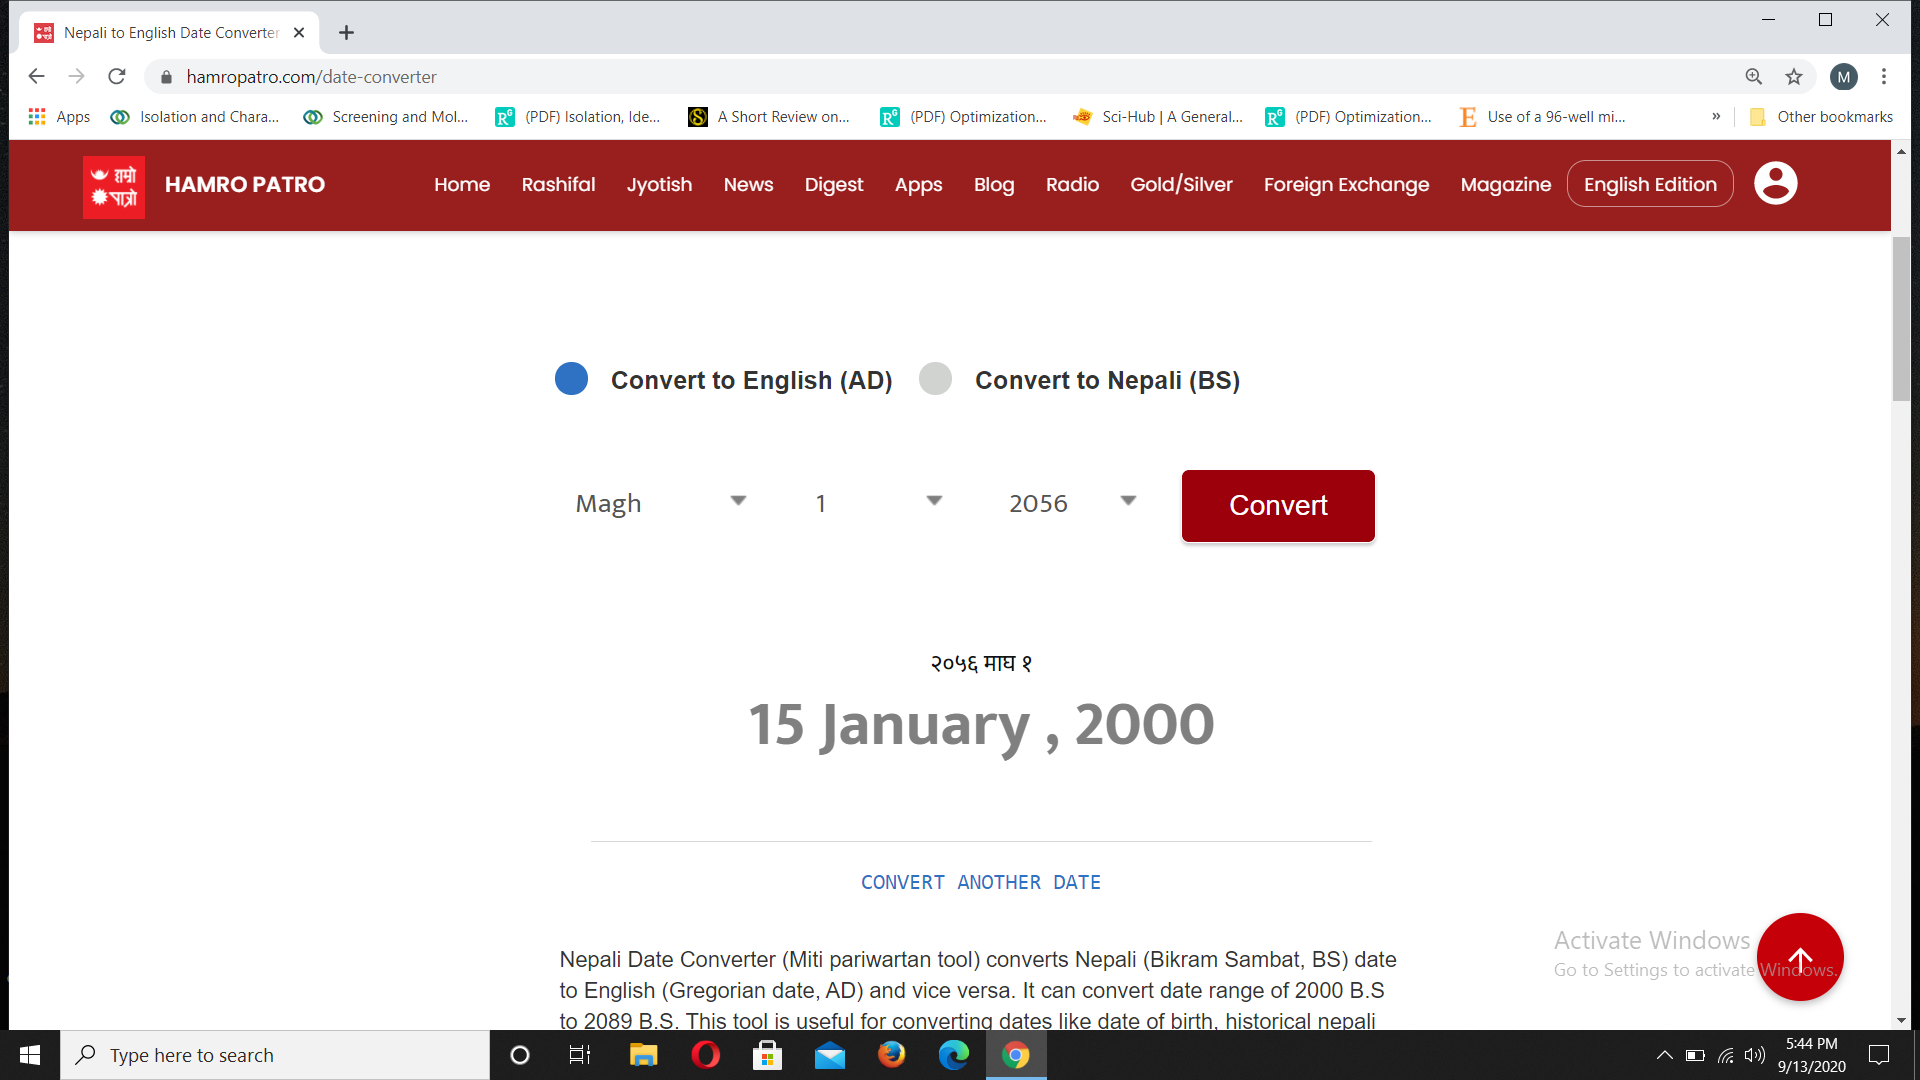 Nepali to English Date Converter
hamropatro.com/date-converter
M
Apps
Isolation and Chara...
Screening and Mol...
(PDF) Isolation, Ide...
A Short Review on...
(PDF) Optimization...
Sci-Hub | A General...
(PDF) Optimization...
Use of a 96-well mi...
»
Other bookmarks
हाम्रो पात्रो
HAMRO PATRO
Home
Rashifal
Jyotish
News
Digest
Apps
Blog
Radio
Gold/Silver
Foreign Exchange
Magazine
English Edition
Convert to English (AD)
Convert to Nepali (BS)
Magh
1
2056
Convert
२०५६ माघ १
15 January , 2000
CONVERT ANOTHER DATE
Nepali Date Converter (Miti pariwartan tool) converts Nepali (Bikram Sambat, BS) date
to English (Gregorian date, AD) and vice versa. It can convert date range of 2000 B.S
to 2089 B.S. This tool is useful for converting dates like date of birth, historical nepali
Activate Windows
Go to Settings to activate Windows.
Type here to search
5:44 PM
9/13/2020